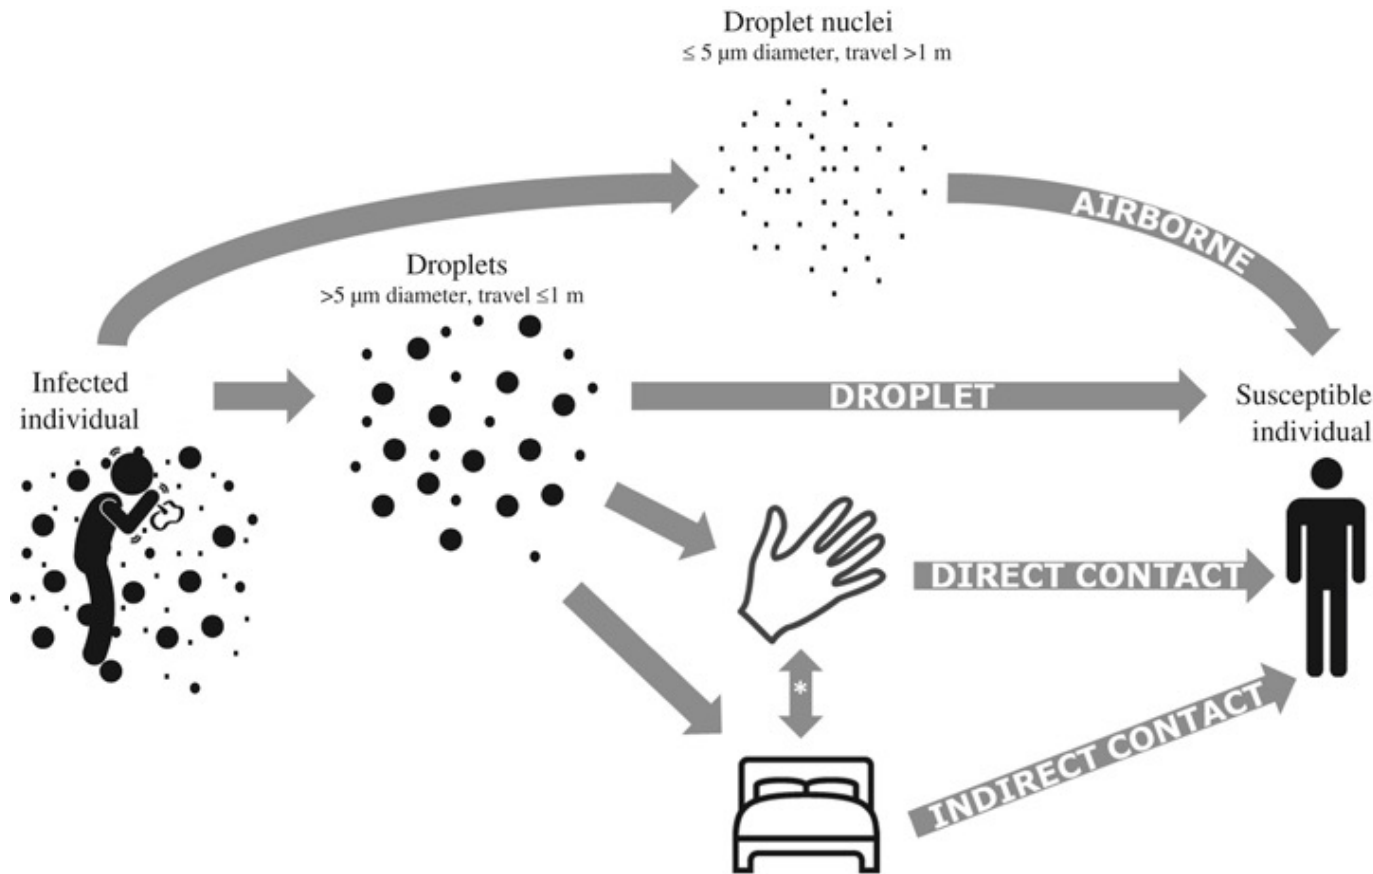 Droplet nuclei
≤ 5 μm diameter, travel >1 m
AIRBORNE
Droplets
>5 μm diameter, travel ≤1 m
Infected
individual
DROPLET
Susceptible
individual
DIRECT CONTACT
*
INDIRECT CONTACT